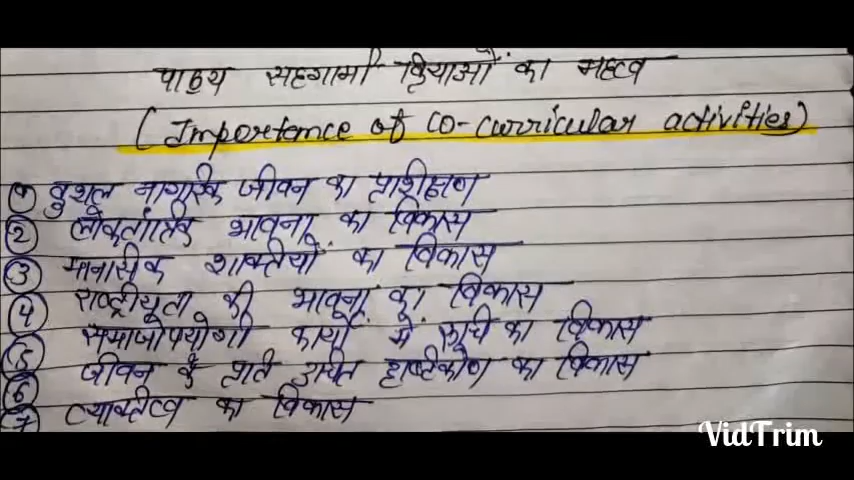 पाठ्य सहगामी क्रियाओं का महत्व
(Importence of co-curricular activities)
① कुशल नागरिक जीवन का प्रशिक्षण
② लोकतांत्रिक भावना का विकास
③ मानसिक शक्तियों का विकास
④ राष्ट्रीयता की भावना का विकास
⑤ समाजोपयोगी कार्यों में रूचि का विकास
⑥ जीवन के प्रति उचित दृष्टिकोण का विकास
⑦ व्यक्तित्व का विकास
VidTrim